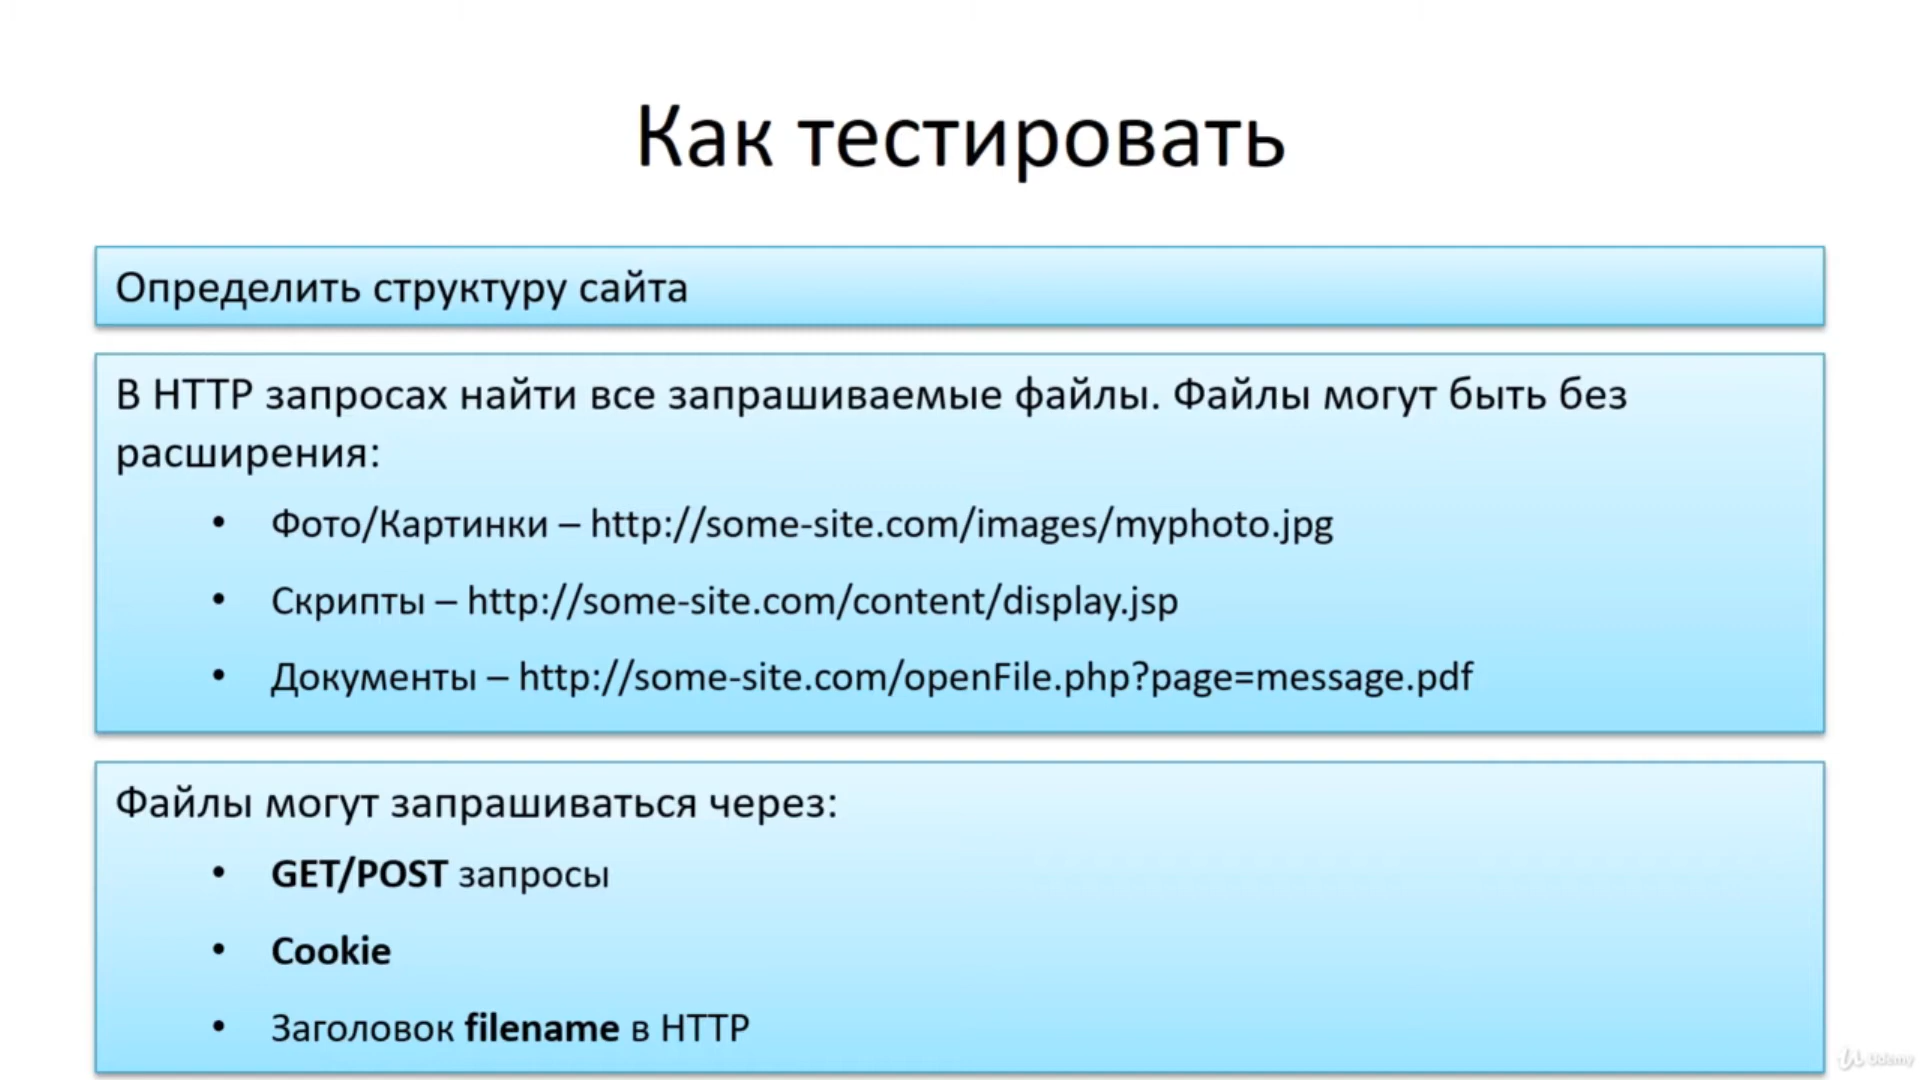 Как тестировать
Определить структуру сайта
В HTTP запросах найти все запрашиваемые файлы. Файлы могут быть без
расширения:
• Фото/Картинки – http://some-site.com/images/myphoto.jpg
• Скрипты – http://some-site.com/content/display.jsp
• Документы – http://some-site.com/openFile.php?page=message.pdf
Файлы могут запрашиваться через:
• GET/POST запросы
• Cookie
• Заголовок filename в HTTP
Udemy